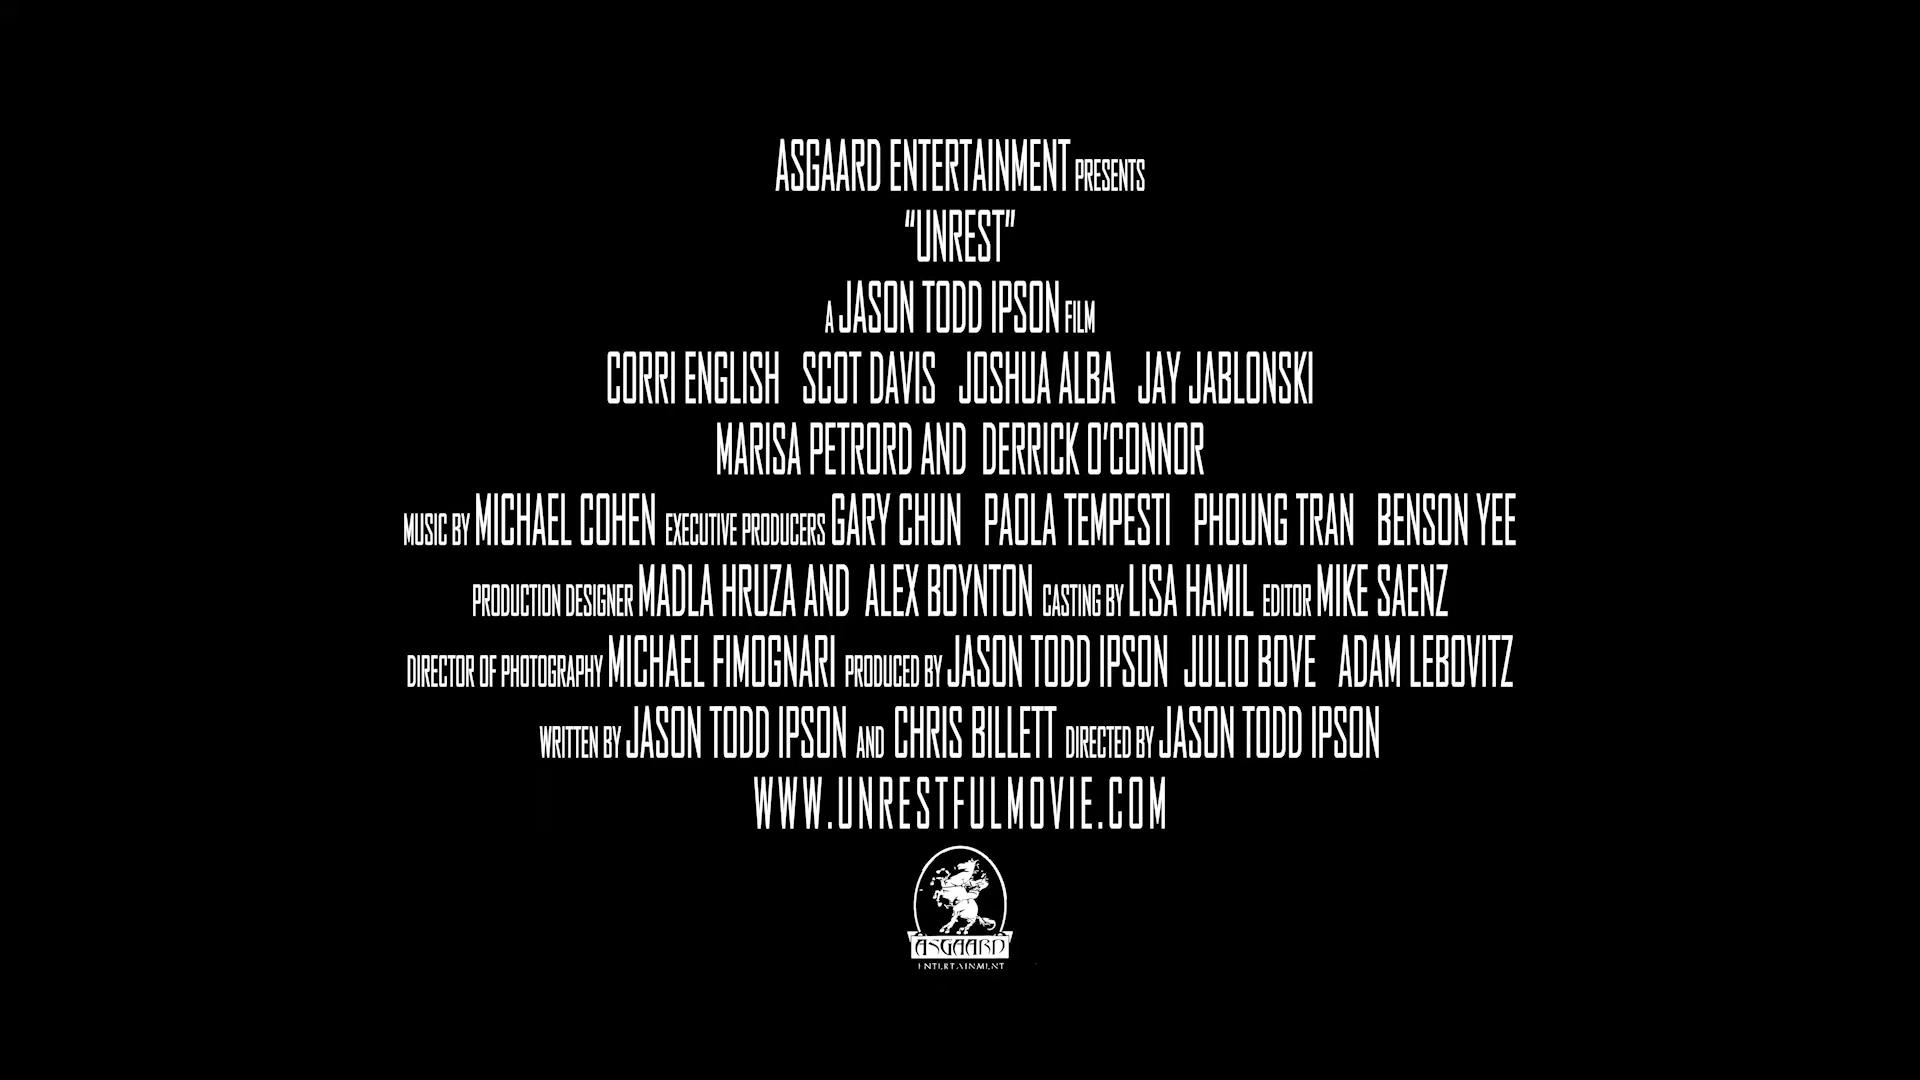 ASGAARD ENTERTAINMENT PRESENTS
“UNREST”
A JASON TODD IPSON FILM
CORRI ENGLISH SCOT DAVIS JOSHUA ALBA JAY JABLONSKI
MARISA PETRORD AND DERRICK O’CONNOR
MUSIC BY MICHAEL COHEN EXECUTIVE PRODUCERS GARY CHUN PAOLA TEMPESTI PHOUNG TRAN BENSON YEE
PRODUCTION DESIGNER MADLA HRUZA AND ALEX BOYNTON CASTING BY LISA HAMIL EDITOR MIKE SAENZ
DIRECTOR OF PHOTOGRAPHY MICHAEL FIMOGNARI PRODUCED BY JASON TODD IPSON JULIO BOVE ADAM LEBOVITZ
WRITTEN BY JASON TODD IPSON AND CHRIS BILLETT DIRECTED BY JASON TODD IPSON
WWW.UNRESTFULMOVIE.COM
ASGAARD
ENTERTAINMENT